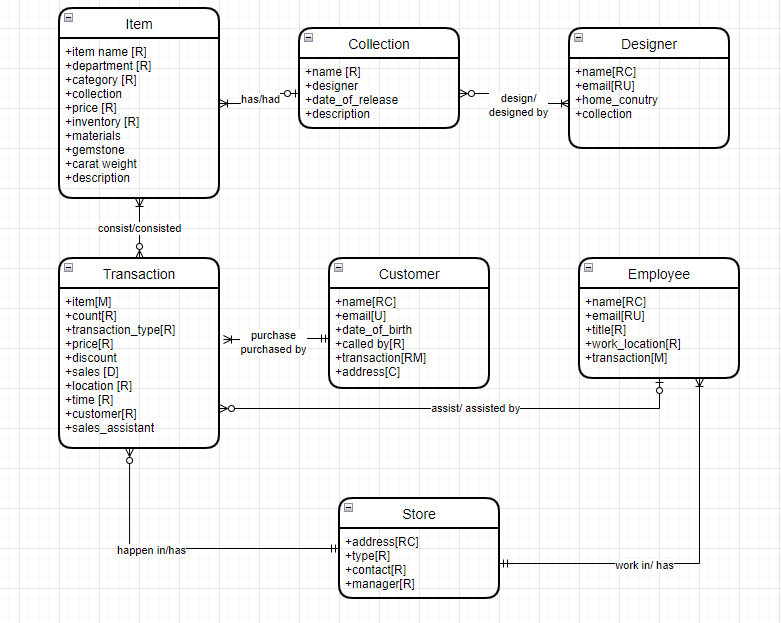 Item
+item name [R]
+department [R]
+category [R]
+collection
+price [R]
+inventory [R]
+materials
+gemstone
+carat weight
+description
has/had
Collection
+name [R]
+designer
+date_of_release
+description
design/
designed by
Designer
+name[RC]
+email[RU]
+home_conutry
+collection
consist/consisted
Transaction
+item[M]
+count[R]
+transaction_type[R]
+price[R]
+discount
+sales [D]
+location [R]
+time [R]
+customer[R]
+sales_assistant
purchase
purchased by
Customer
+name[RC]
+email[U]
+date_of_birth
+called by[R]
+transaction[RM]
+address[C]
Employee
+name[RC]
+email[RU]
+title[R]
+work_location[R]
+transaction[M]
assist/ assisted by
happen in/has
Store
+address[RC]
+type[R]
+contact[R]
+manager[R]
work in/ has